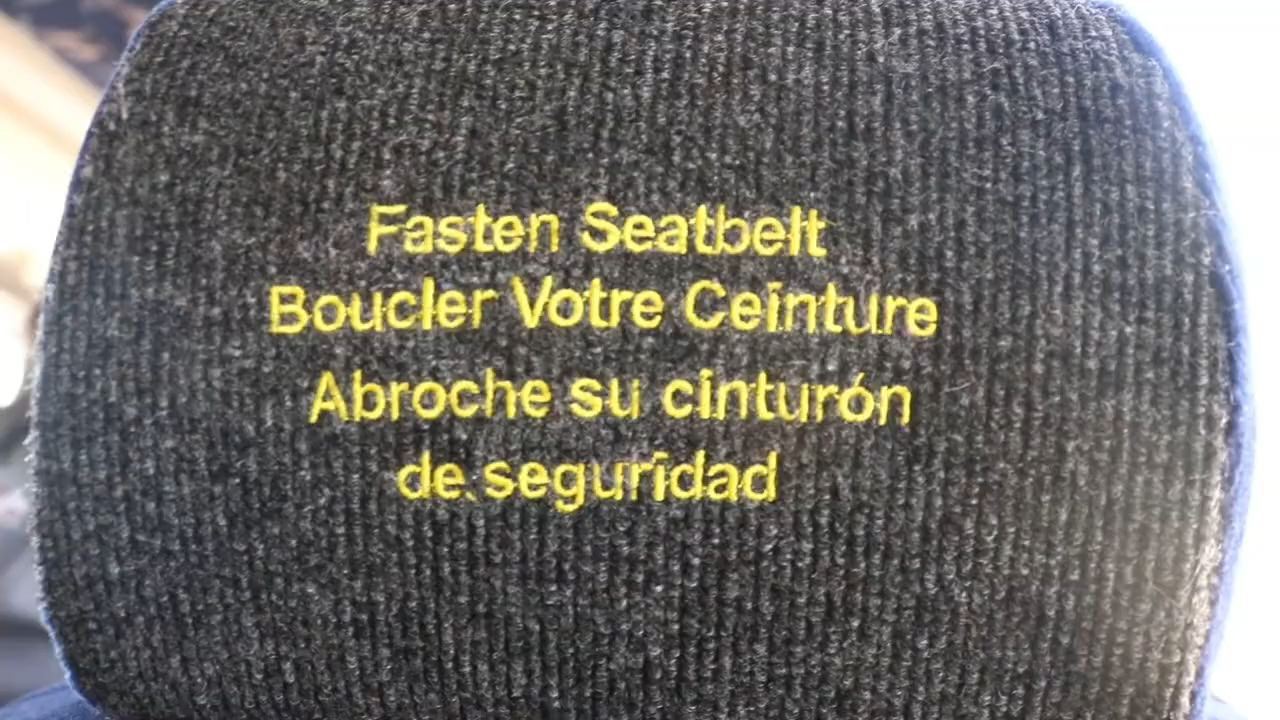 Fasten Seatbelt
Boucler Votre Ceinture
Abroche su cinturón
de seguridad